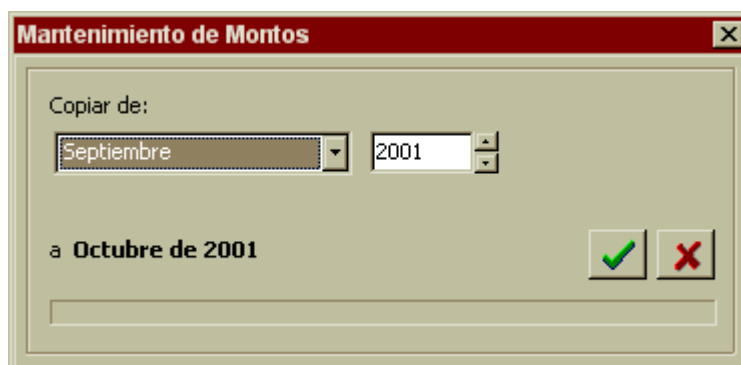 Mantenimiento de Montos
Copiar de:
Septiembre 2001
a Octubre de 2001